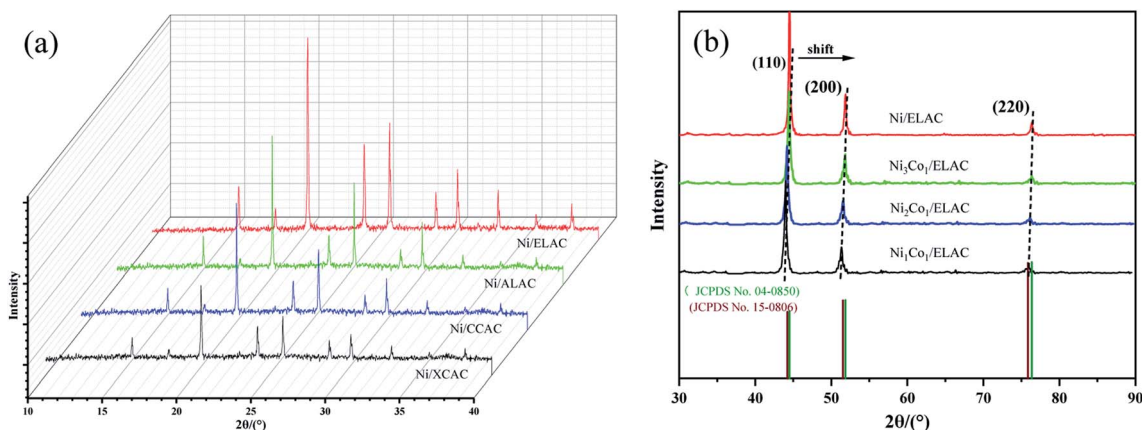 (a)
Intensity
Ni/ELAC
Ni/ALAC
Ni/CCAC
Ni/XCAC
10 15 20 25 30 35 40
2θ/(°)
(b)
(110)
shift
(200)
(220)
Ni/ELAC
Ni₃Co₁/ELAC
Ni₂Co₁/ELAC
Ni₁Co₁/ELAC
( JCPDS No. 04-0850)
(JCPDS No. 15-0806)
Intensity
30 40 50 60 70 80 90
2θ/(°)